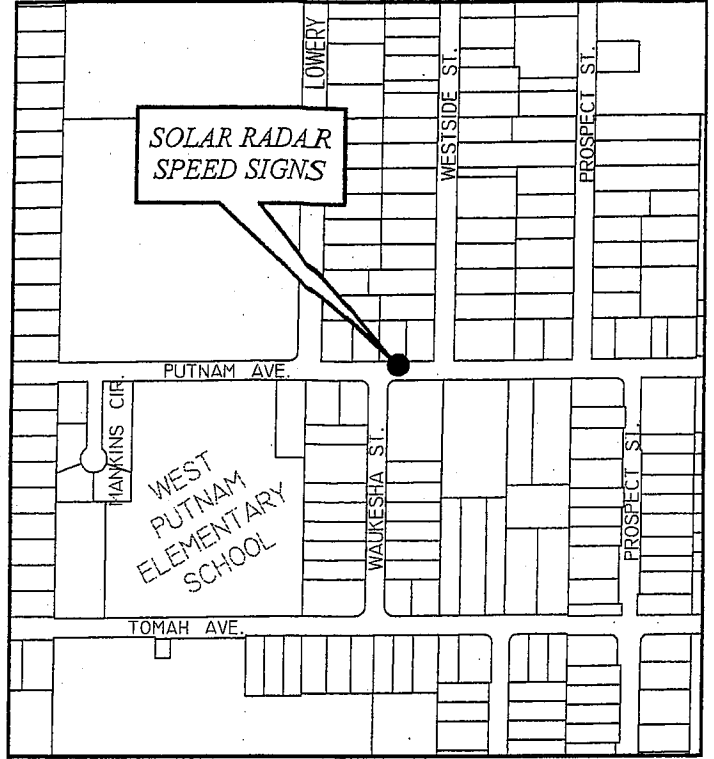 LOWERY
WESTSIDE ST.
PROSPECT ST.
SOLAR RADAR
SPEED SIGNS
PUTNAM AVE.
MANKINS CIR.
WEST
PUTNAM
ELEMENTARY
SCHOOL
WAUKESHA ST.
PROSPECT ST.
TOMAH AVE.